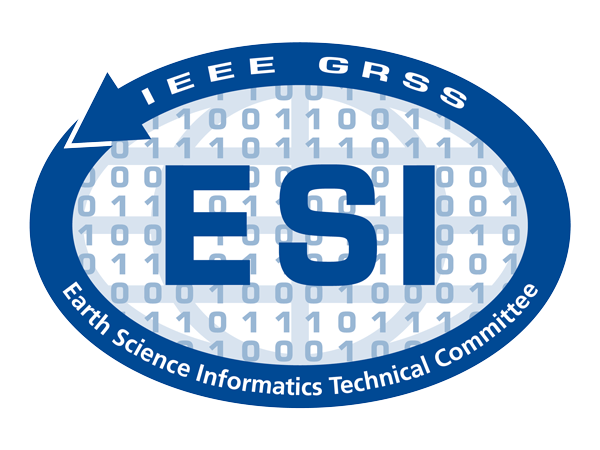 IEEE GRSS
ESI
Earth Science Informatics Technical Committee